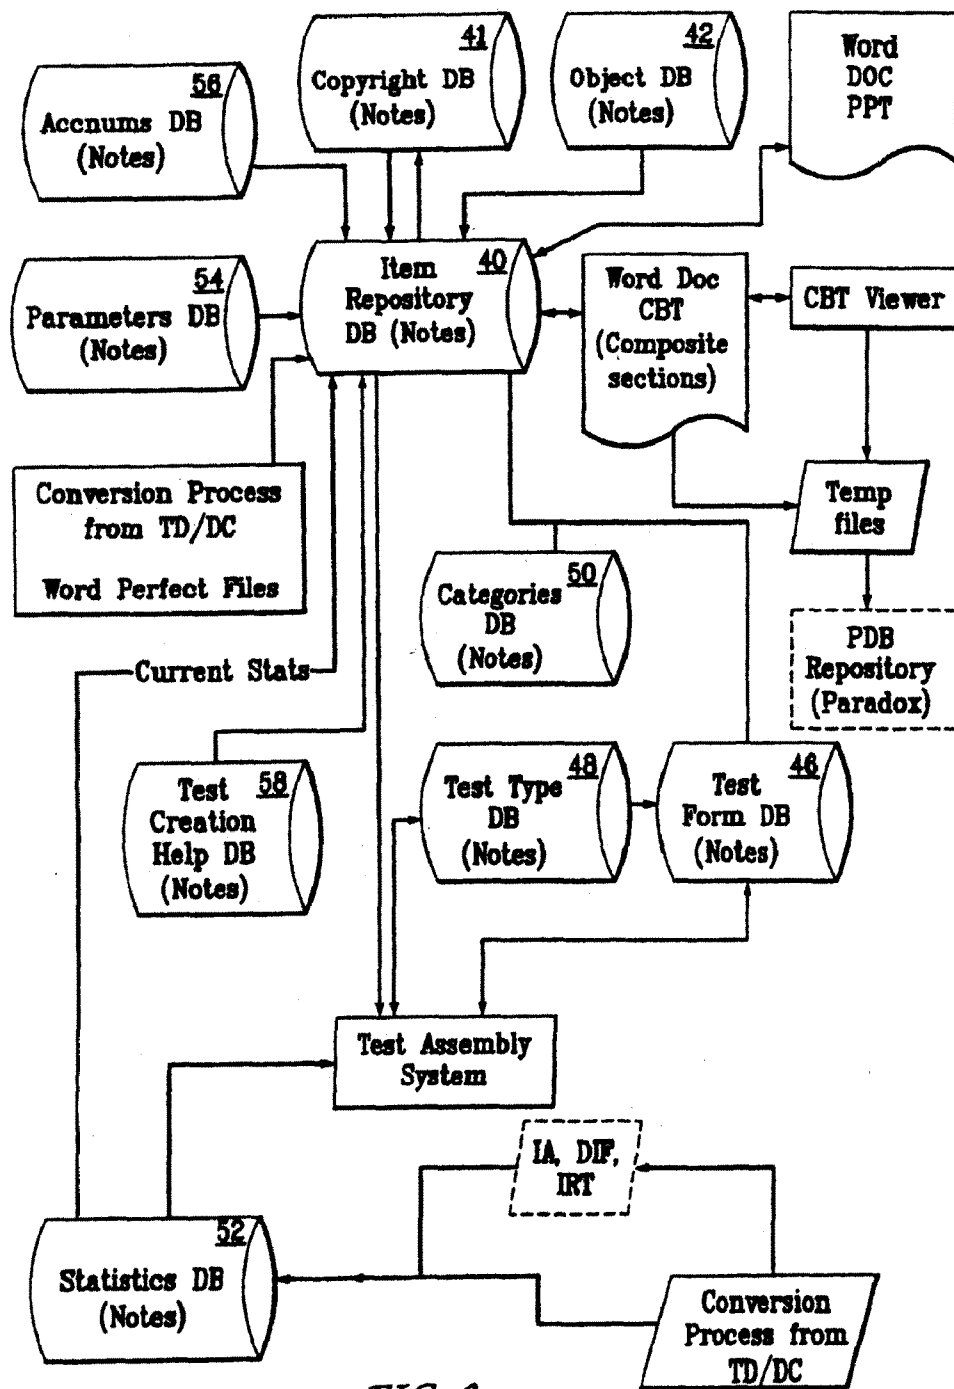 41
Copyright DB
(Notes)
42
Object DB
(Notes)
Word
DOC
PPT
56
Accnums DB
(Notes)
40
Item
Repository
DB (Notes)
54
Parameters DB
(Notes)
Word Doc
CBT
(Composite
sections)
CBT Viewer
Conversion Process
from TD/DC
Word Perfect Files
Temp
files
50
Categories
DB
(Notes)
PDB
Repository
(Paradox)
Current Stats
58
Test
Creation
Help DB
(Notes)
48
Test Type
DB
(Notes)
46
Test
Form DB
(Notes)
Test Assembly
System
IA, DIF,
IRT
52
Statistics DB
(Notes)
Conversion
Process from
TD/DC